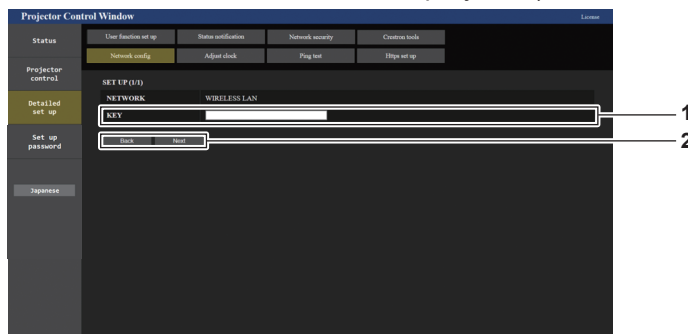 Projector Control Window License
Status
User function set up Status notification Network security Crestron tools
Network config Adjust clock Ping test Https set up
Projector
control
SET UP (1/1)
NETWORK WIRELESS LAN
Detailed
set up
KEY
1
Back Next
2
Set up
password
Japanese